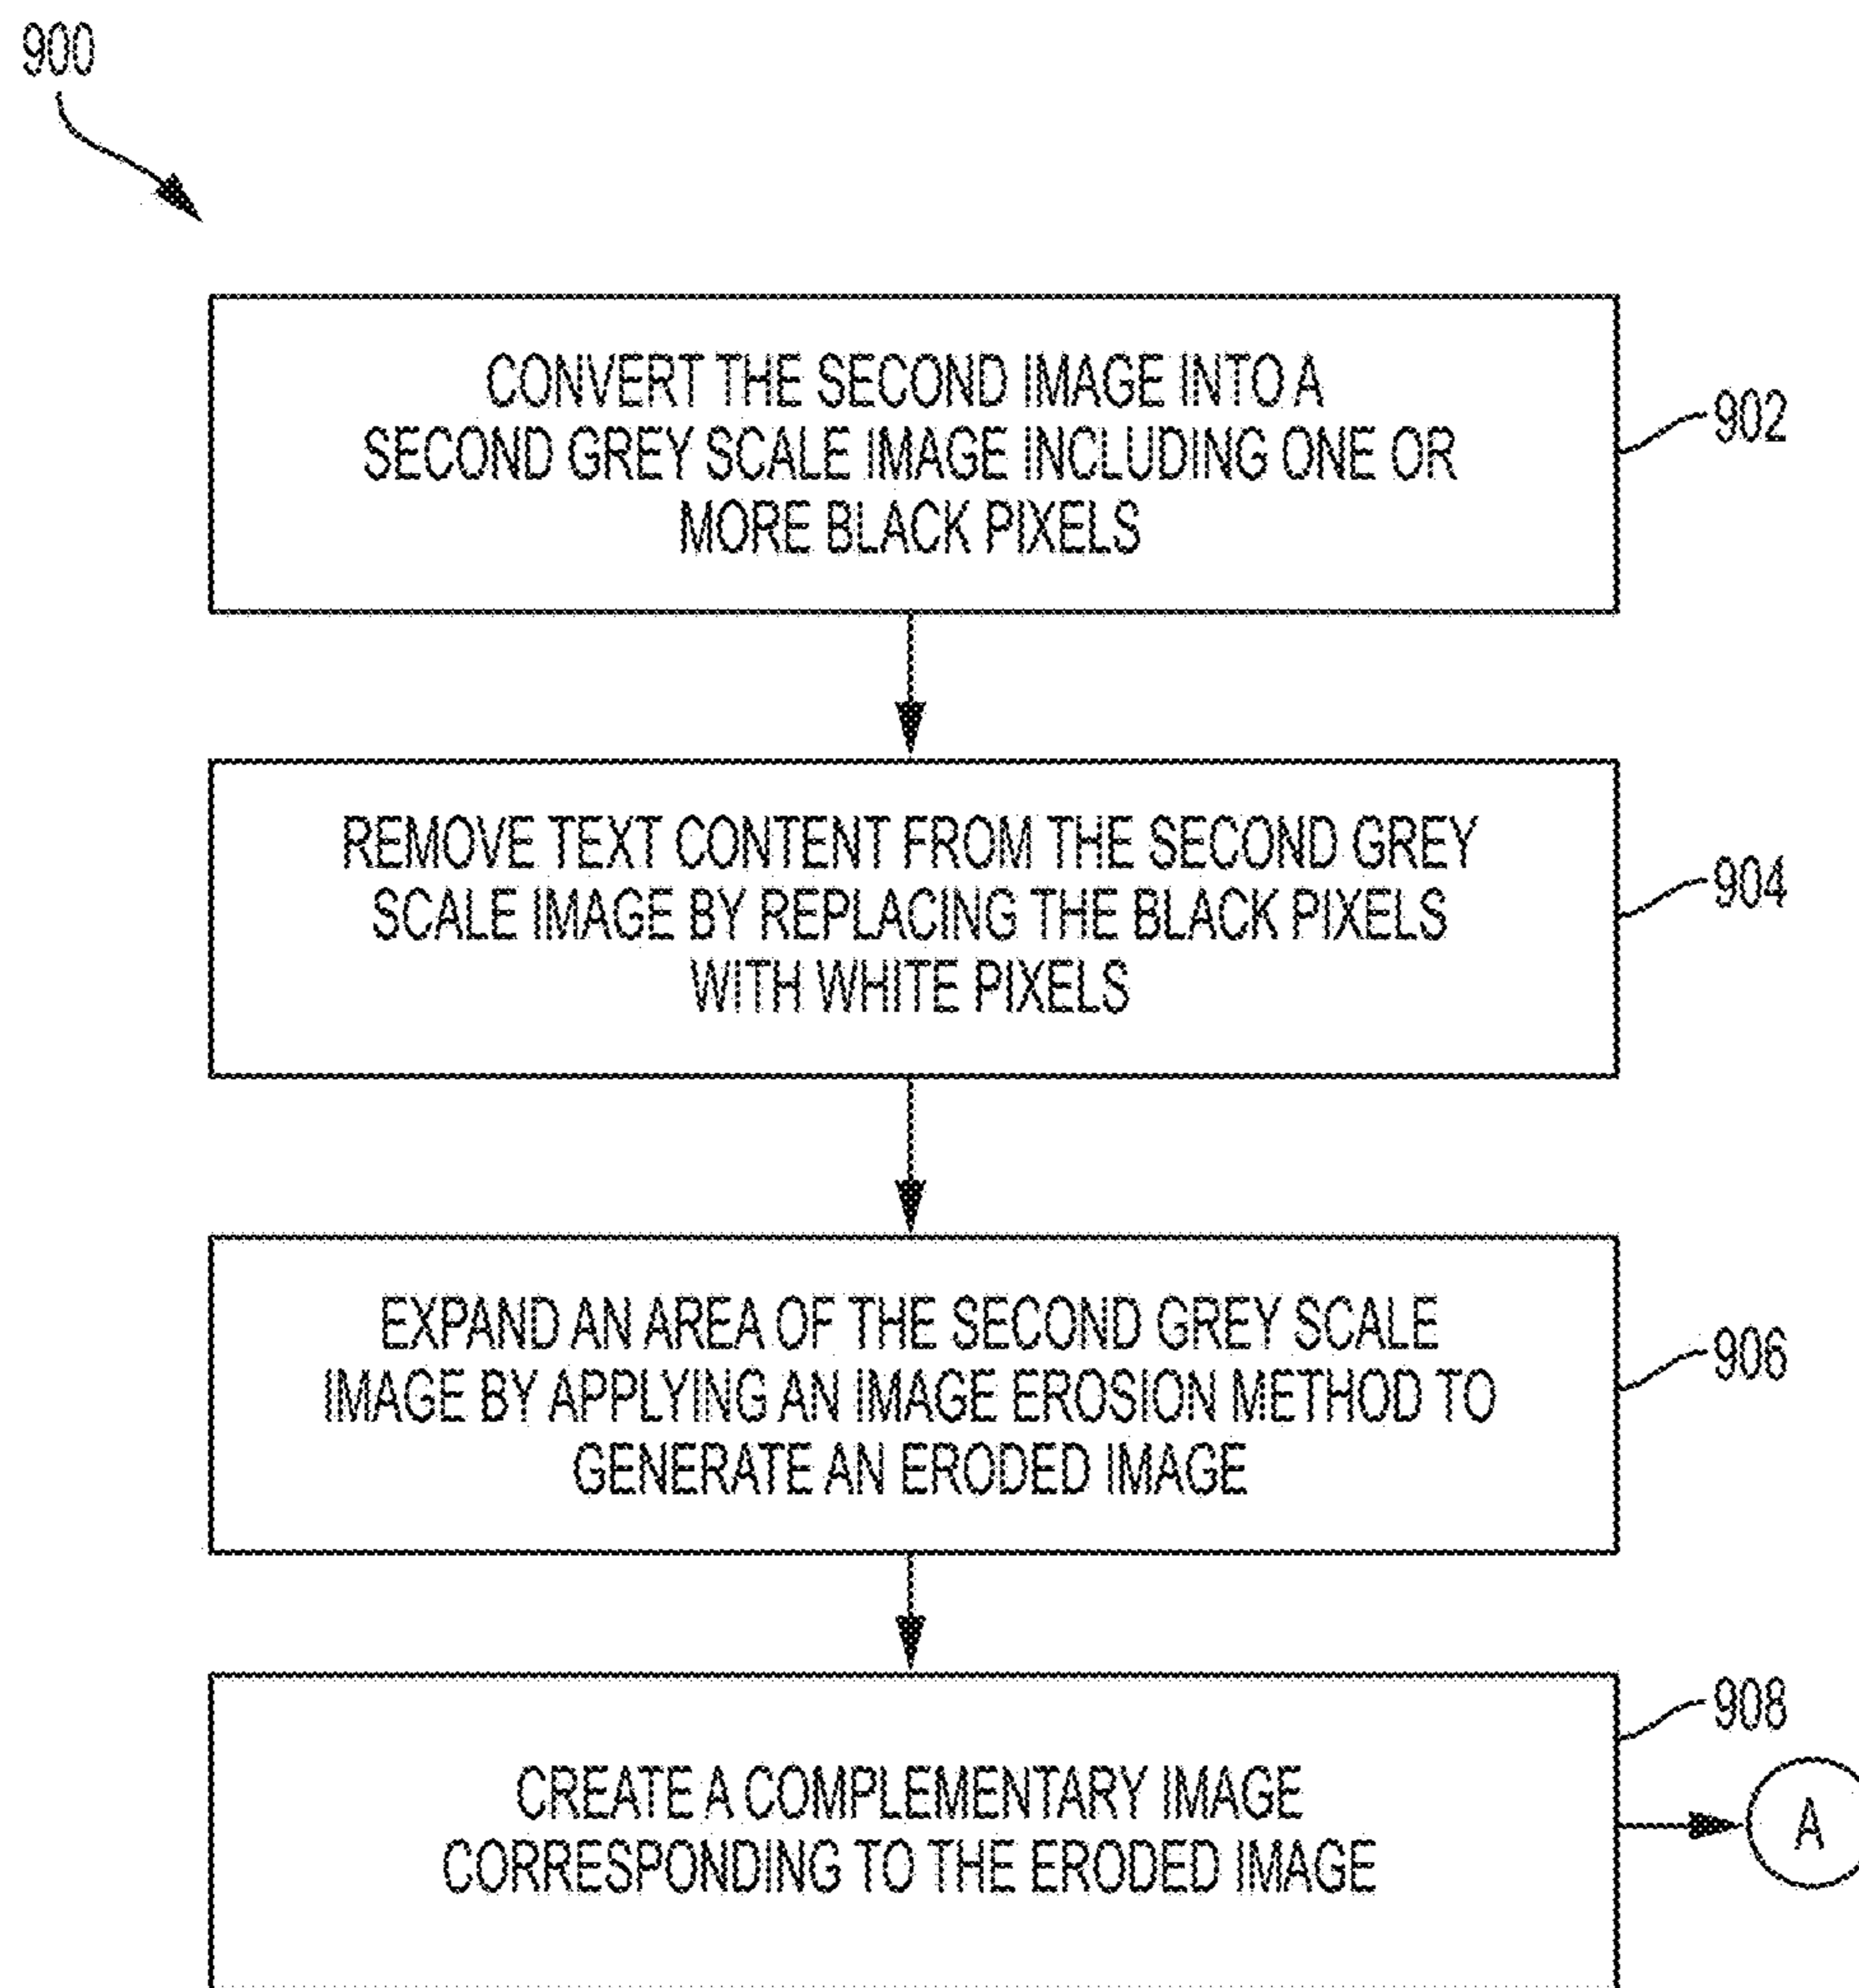 900
CONVERT THE SECOND IMAGE INTO A
SECOND GREY SCALE IMAGE INCLUDING ONE OR
MORE BLACK PIXELS
902
REMOVE TEXT CONTENT FROM THE SECOND GREY
SCALE IMAGE BY REPLACING THE BLACK PIXELS
WITH WHITE PIXELS
904
EXPAND AN AREA OF THE SECOND GREY SCALE
IMAGE BY APPLYING AN IMAGE EROSION METHOD TO
GENERATE AN ERODED IMAGE
906
CREATE A COMPLEMENTARY IMAGE
CORRESPONDING TO THE ERODED IMAGE
908
A